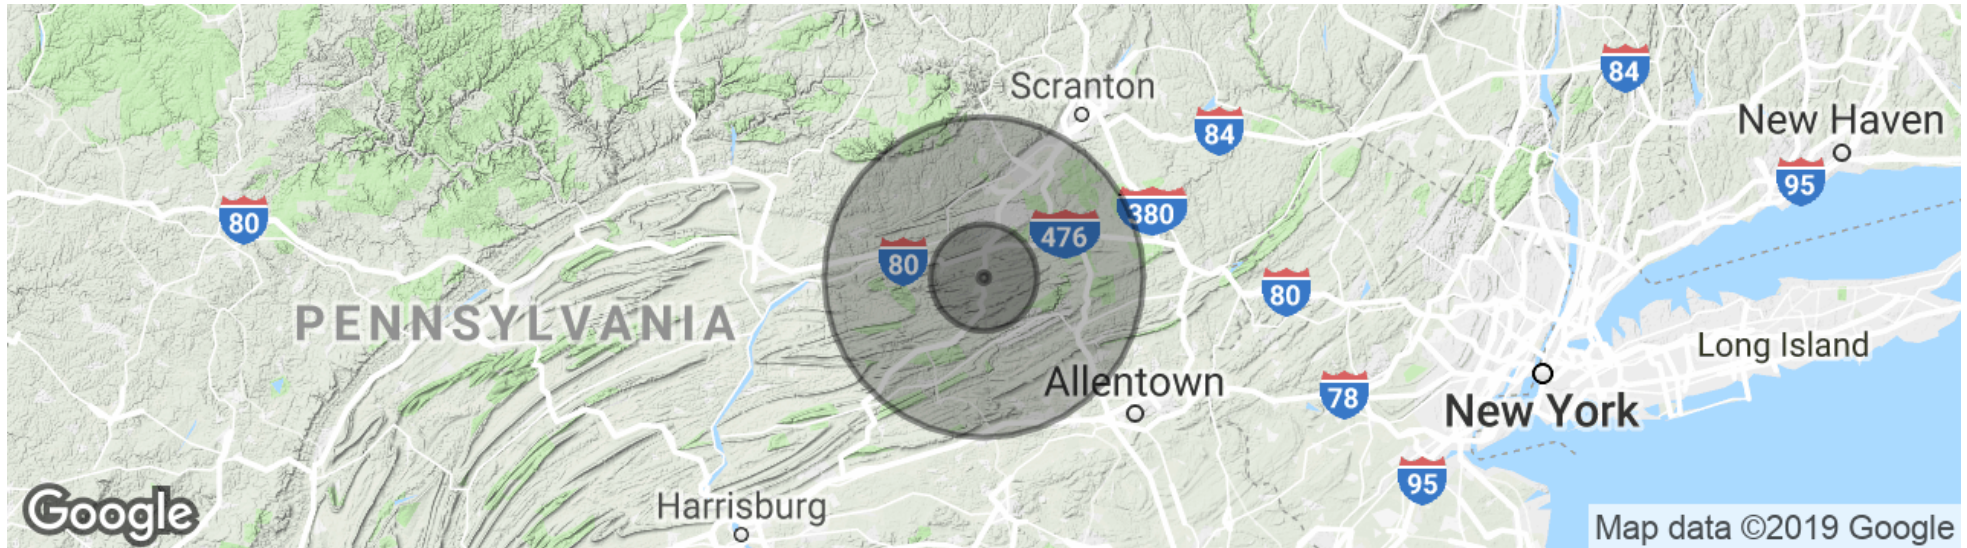 Scranton
84
84
New Haven
95
380
80
476
80
80
PENNSYLVANIA
Long Island
Allentown
78
New York
95
Harrisburg
Google
Map data ©2019 Google